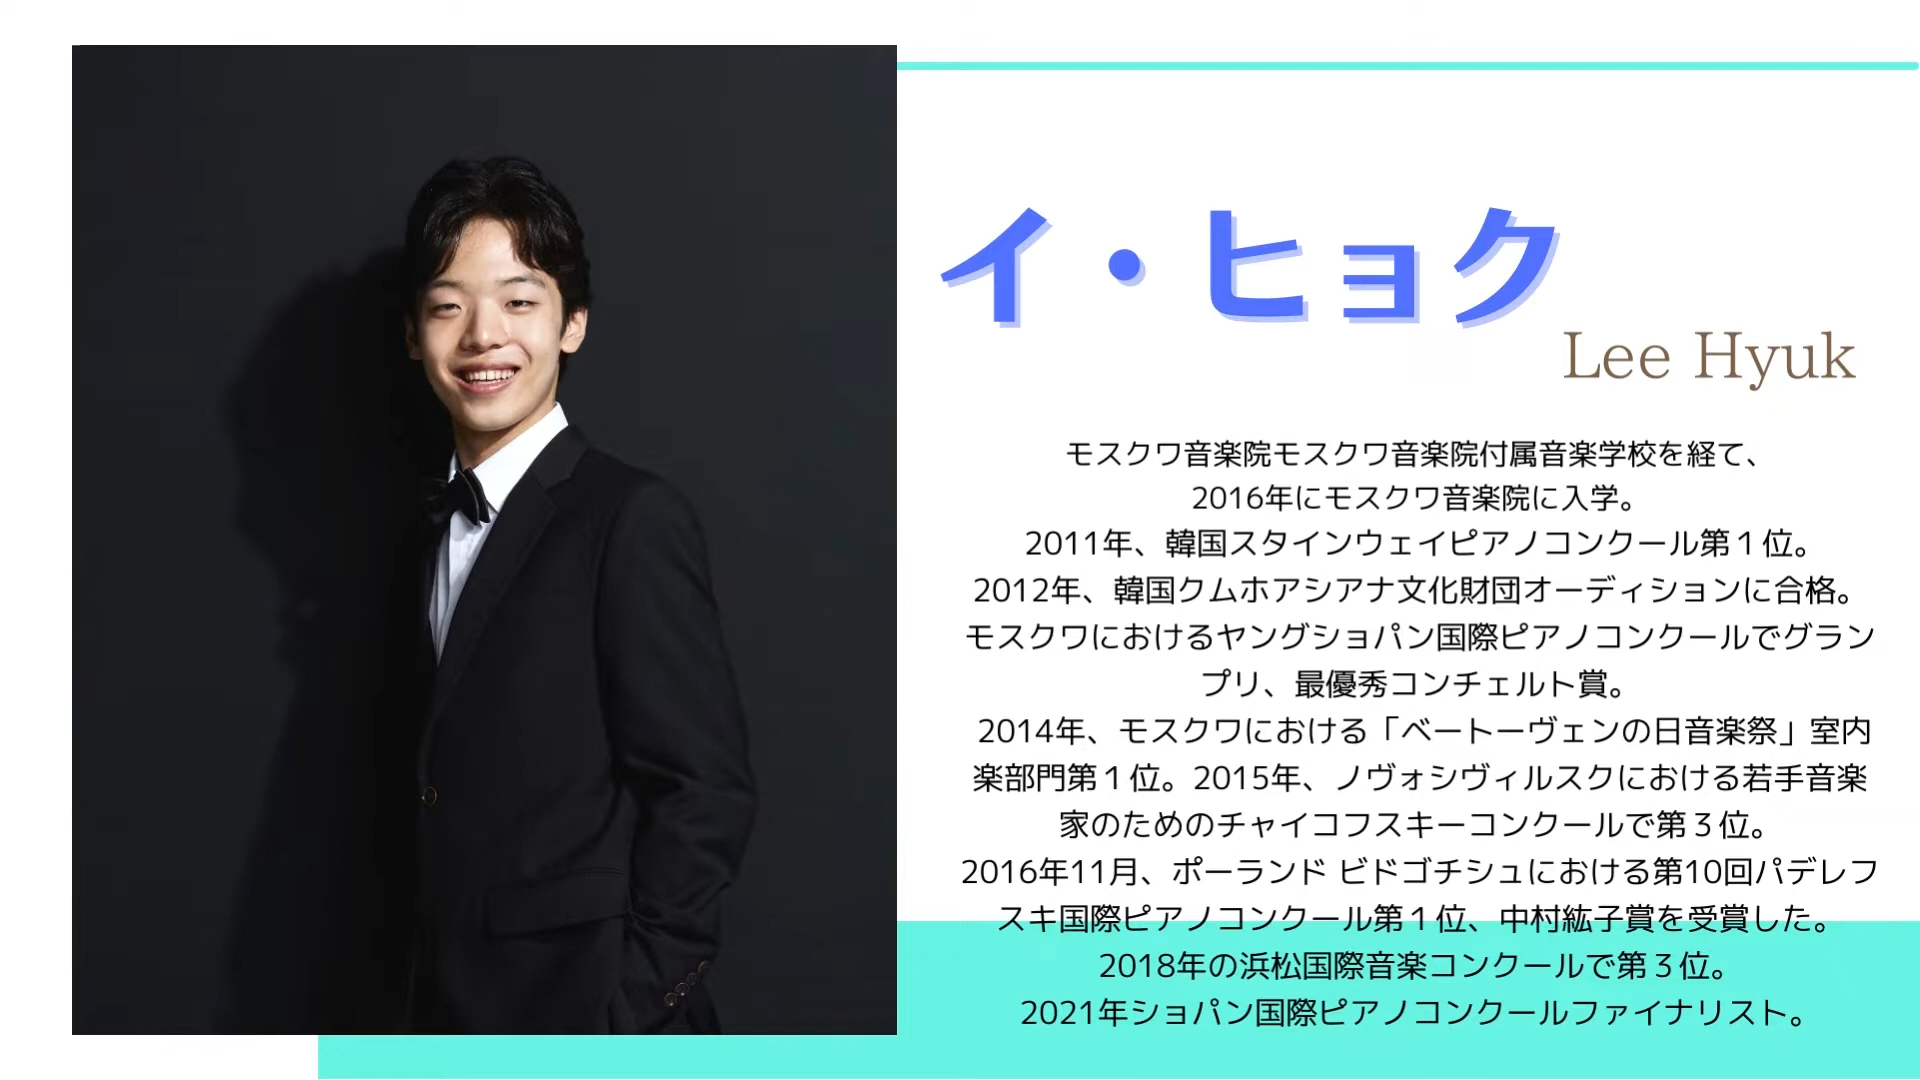 イ・ヒョク
Lee Hyuk
モスクワ音楽院モスクワ音楽院付属音楽学校を経て、
2016年にモスクワ音楽院に入学。
2011年、韓国スタインウェイピアノコンクール第１位。
2012年、韓国クムホアシアナ文化財団オーディションに合格。
モスクワにおけるヤングショパン国際ピアノコンクールでグラン
プリ、最優秀コンチェルト賞。
2014年、モスクワにおける「ベートーヴェンの日音楽祭」室内
楽部門第１位。2015年、ノヴォシヴィルスクにおける若手音楽
家のためのチャイコフスキーコンクールで第３位。
2016年11月、ポーランド ビドゴチシュにおける第10回パデレフ
スキ国際ピアノコンクール第１位、中村紘子賞を受賞した。
2018年の浜松国際音楽コンクールで第３位。
2021年ショパン国際ピアノコンクールファイナリスト。